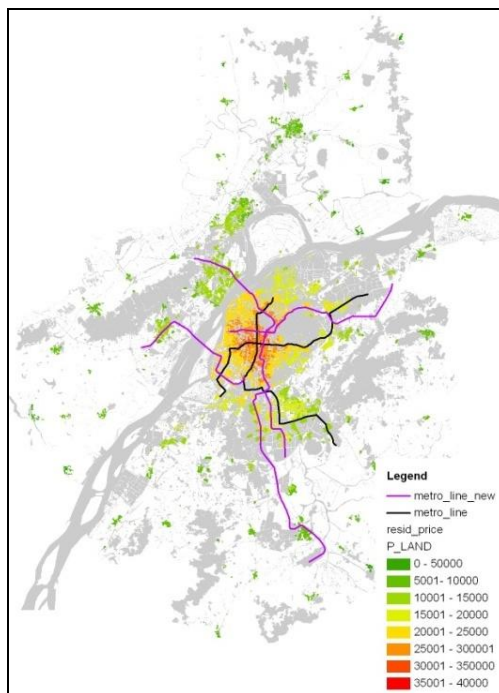 Legend
metro_line_new
metro_line
resid_price
P_LAND
0 - 50000
5001- 10000
10001 - 15000
15001 - 20000
20001 - 25000
25001 - 300001
30001 - 350000
35001 - 40000